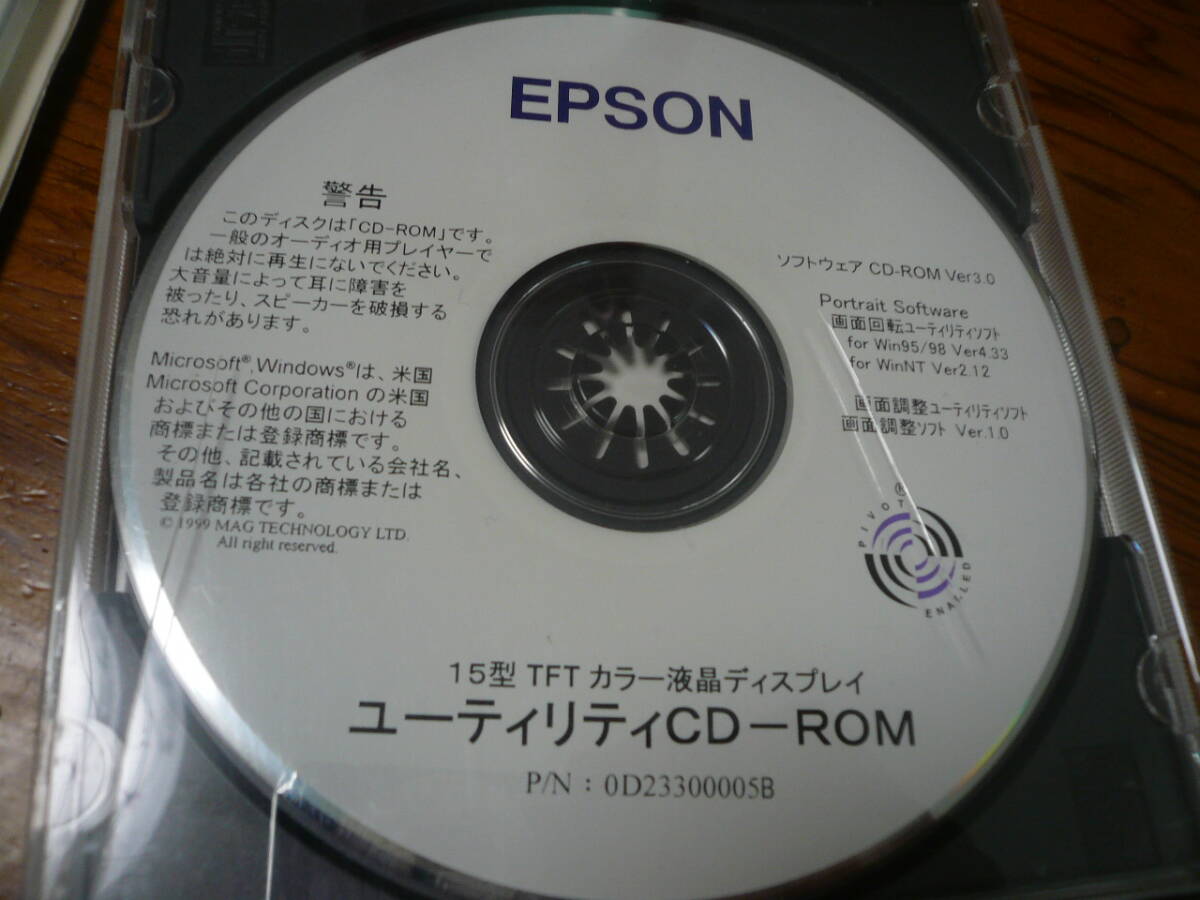 EPSON
警告
このディスクは「CD-ROM」です。
一般のオーディオ用プレイヤーで
は絶対に再生にないでください。
大音量によって耳に障害を
被ったり、スピーカーを破損する
恐れがあります。
Microsoft®,Windows®は、米国
Microsoft Corporation の米国
およびその他の国における
商標または登録商標です。
その他、記載されている会社名、
製品名は各社の商標または
登録商標です。
© 1999 MAG TECHNOLOGY LTD.
All right reserved.
ソフトウェア CD-ROM Ver3.0
Portrait Software
画面回転ユーティリティソフト
for Win95/98 Ver4.33
for WinNT Ver2.12
画面調整ユーティリティソフト
画面調整ソフト Ver.1.0
PIVOT®
ENABLED
15型 TFT カラー液晶ディスプレイ
ユーティリティCD-ROM
P/N : 0D23300005B